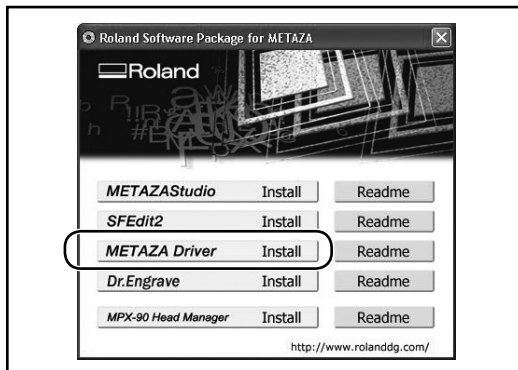 Roland Software Package for METAZA
Roland
METAZAStudio Install Readme
SFEdit2 Install Readme
METAZA Driver Install Readme
Dr.Engrave Install Readme
MPX-90 Head Manager Install Readme
http://www.rolanddg.com/